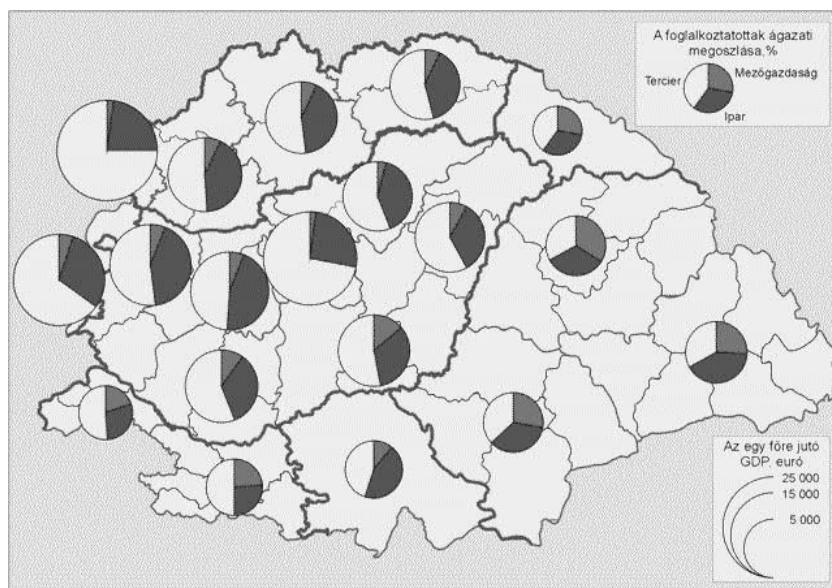 A foglalkoztatottak ágazati
megoszlása,%
Tercier
Mezőgazdaság
Ipar
Az egy főre jutó
GDP, euró
25 000
15 000
5 000